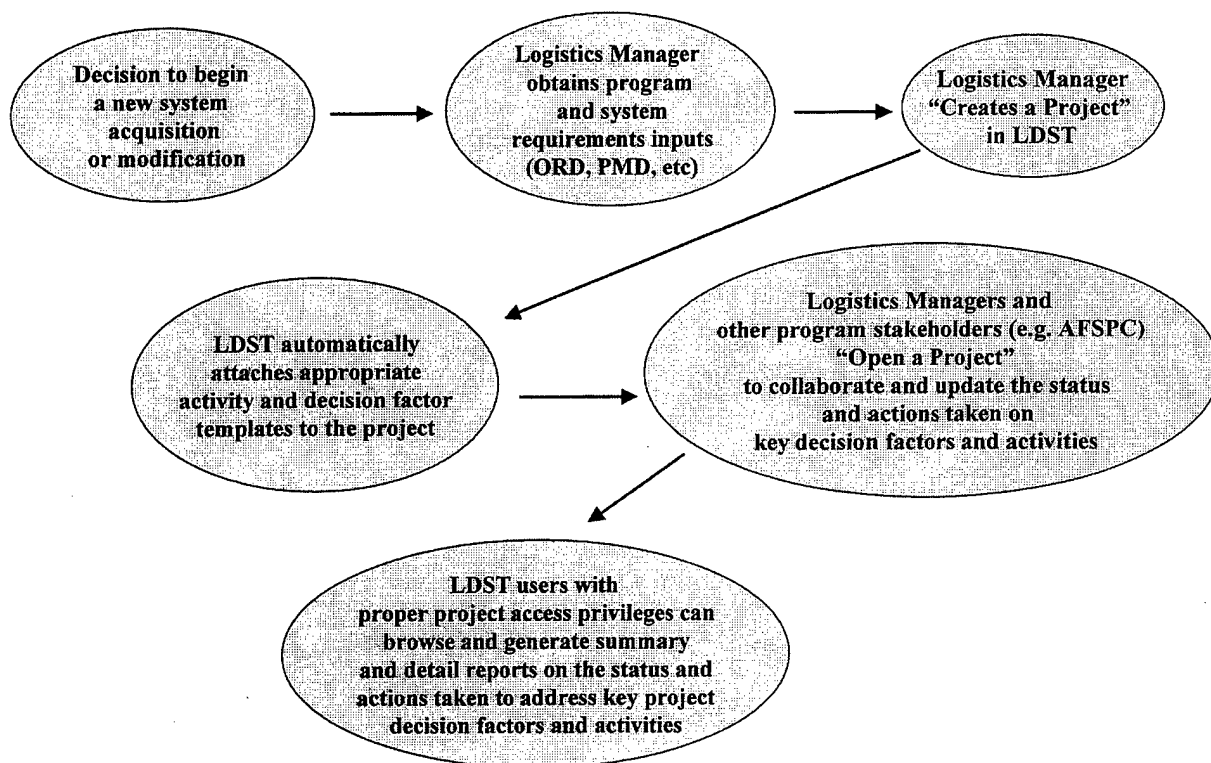 Decision to begin
a new system
acquisition
or modification
Logistics Manager
obtains program
and system
requirements inputs
(ORD, PMD, etc)
Logistics Manager
“Creates a Project”
in LDST
LDST automatically
attaches appropriate
activity and decision factor
templates to the project
Logistics Managers and
other program stakeholders (e.g. AFSPC)
“Open a Project”
to collaborate and update the status
and actions taken on
key decision factors and activities
LDST users with
proper project access privileges can
browse and generate summary
and detail reports on the status and
actions taken to address key project
decision factors and activities